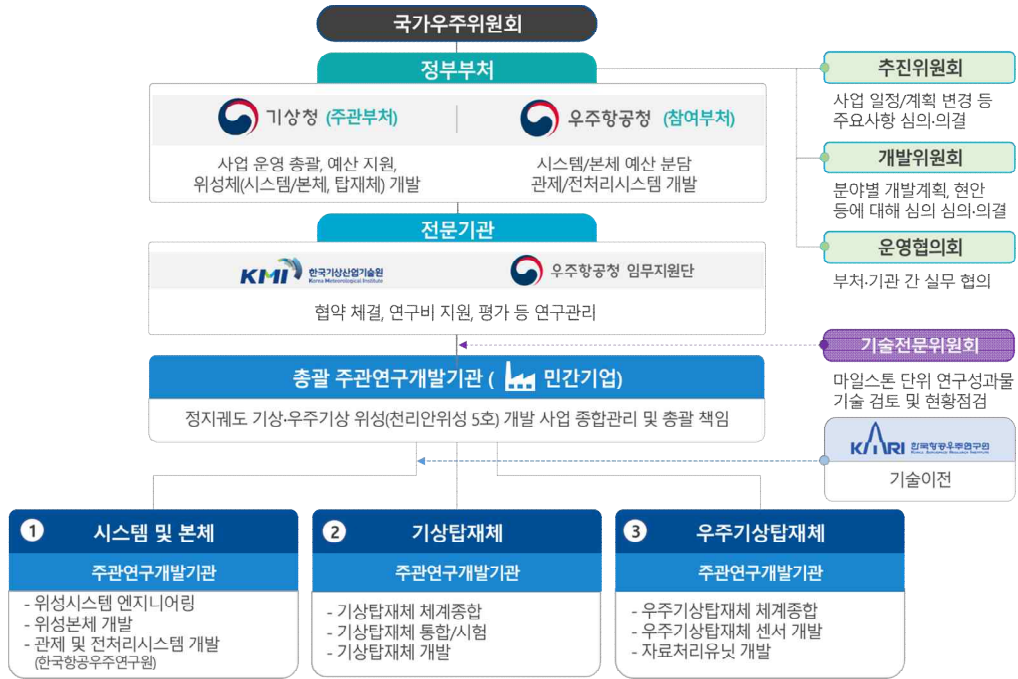 국가우주위원회
정부부처
기상청 (주관부처)
우주항공청 (참여부처)
사업 운영 총괄, 예산 지원,
위성체(시스템/본체, 탑재체) 개발
시스템/본체 예산 분담
관제/전처리시스템 개발
추진위원회
사업 일정/계획 변경 등
주요사항 심의·의결
개발위원회
분야별 개발계획, 현안
등에 대해 심의 심의·의결
운영협의회
부처·기관 간 실무 협의
전문기관
KMI 한국기상산업기술원
Korea Meteorological Institute
우주항공청 임무지원단
협약 체결, 연구비 지원, 평가 등 연구관리
기술전문위원회
마일스톤 단위 연구성과물
기술 검토 및 현황점검
총괄 주관연구개발기관 ( 민간기업)
정지궤도 기상·우주기상 위성(천리안위성 5호) 개발 사업 종합관리 및 총괄 책임
KARI 한국항공우주연구원
KOREA AEROSPACE RESEARCH INSTITUTE
기술이전
1 시스템 및 본체
주관연구개발기관
- 위성시스템 엔지니어링
- 위성본체 개발
- 관제 및 전처리시스템 개발
(한국항공우주연구원)
2 기상탑재체
주관연구개발기관
- 기상탑재체 체계종합
- 기상탑재체 통합/시험
- 기상탑재체 개발
3 우주기상탑재체
주관연구개발기관
- 우주기상탑재체 체계종합
- 우주기상탑재체 센서 개발
- 자료처리유닛 개발